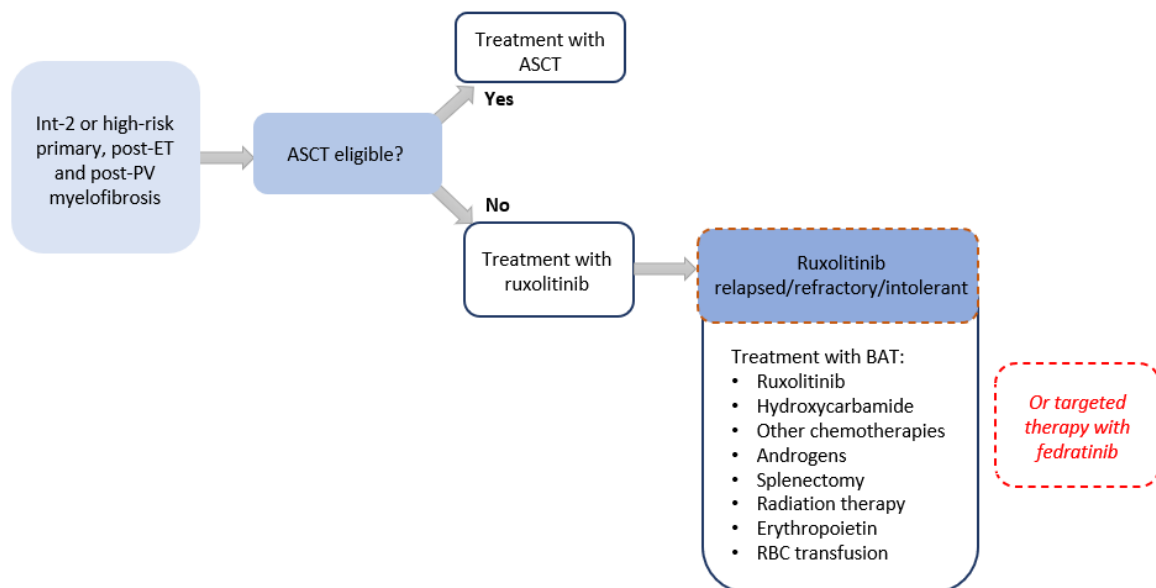 Int-2 or high-risk
primary, post-ET
and post-PV
myelofibrosis
ASCT eligible?
Yes
Treatment with
ASCT
No
Treatment with
ruxolitinib
Ruxolitinib
relapsed/refractory/intolerant
Treatment with BAT:
• Ruxolitinib
• Hydroxycarbamide
• Other chemotherapies
• Androgens
• Splenectomy
• Radiation therapy
• Erythropoietin
• RBC transfusion
Or targeted
therapy with
fedratinib